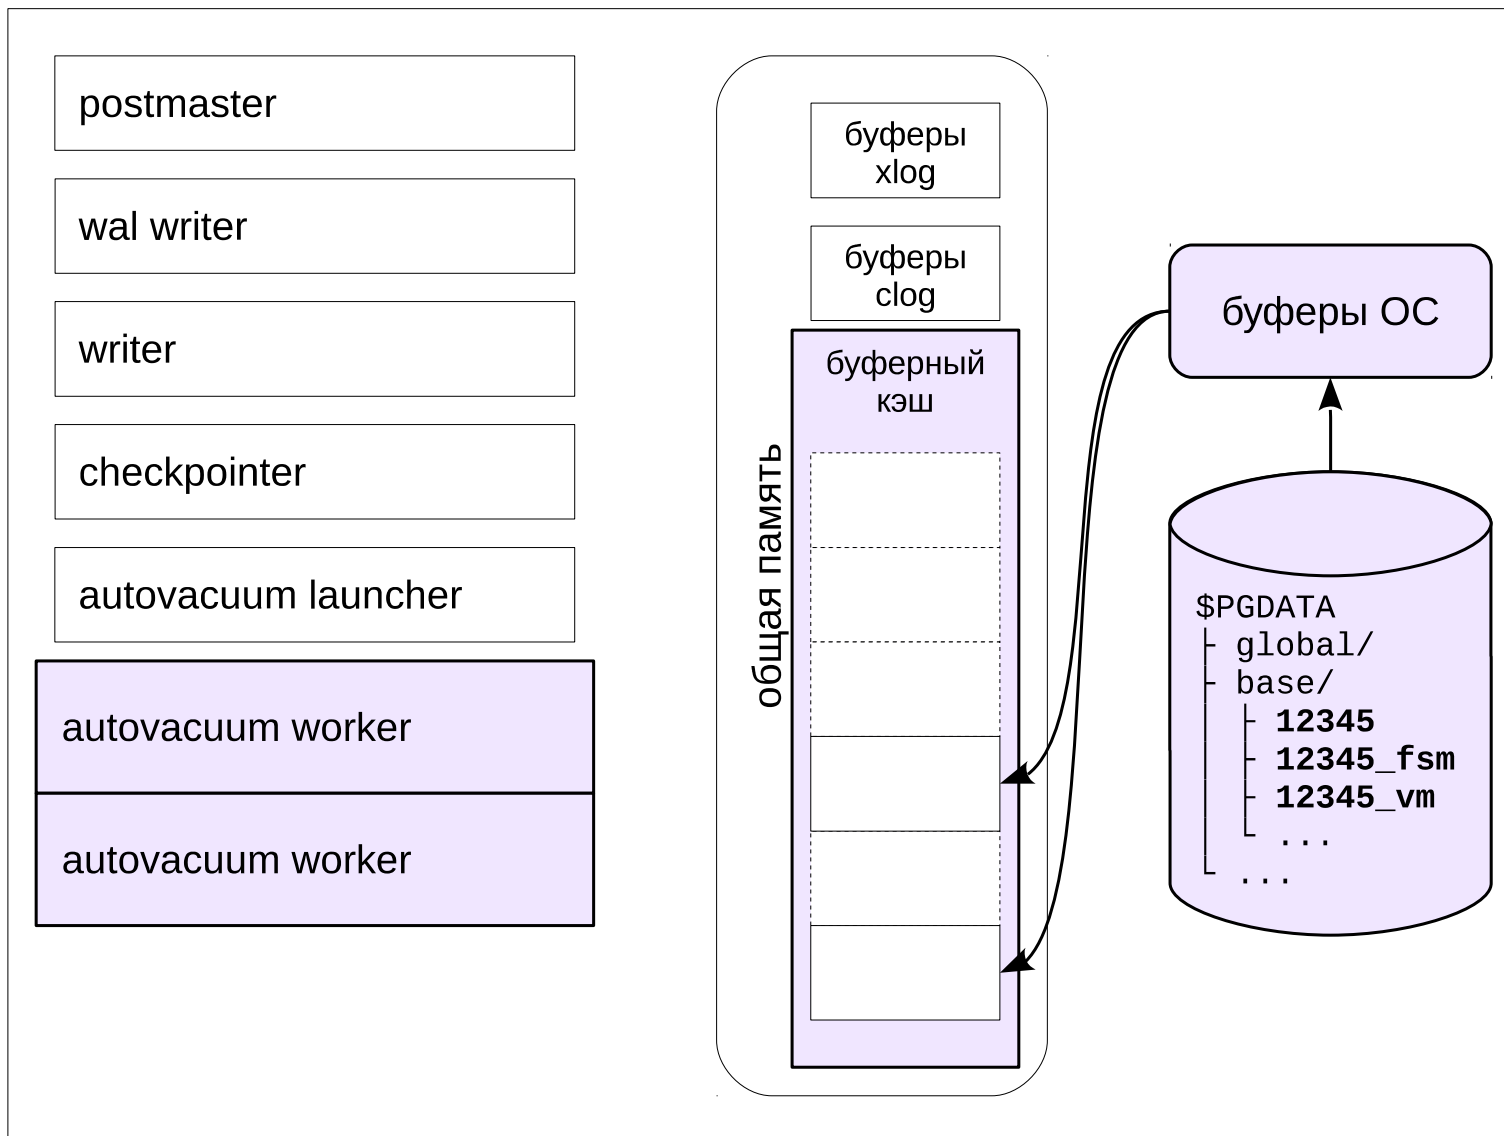 postmaster
wal writer
writer
checkpointer
autovacuum launcher
autovacuum worker
autovacuum worker
общая память
буферы
xlog
буферы
clog
буферный
кэш
буферы ОС
$PGDATA
├ global/
├ base/
│ ├ 12345
│ ├ 12345_fsm
│ ├ 12345_vm
│ └ ...
└ ...